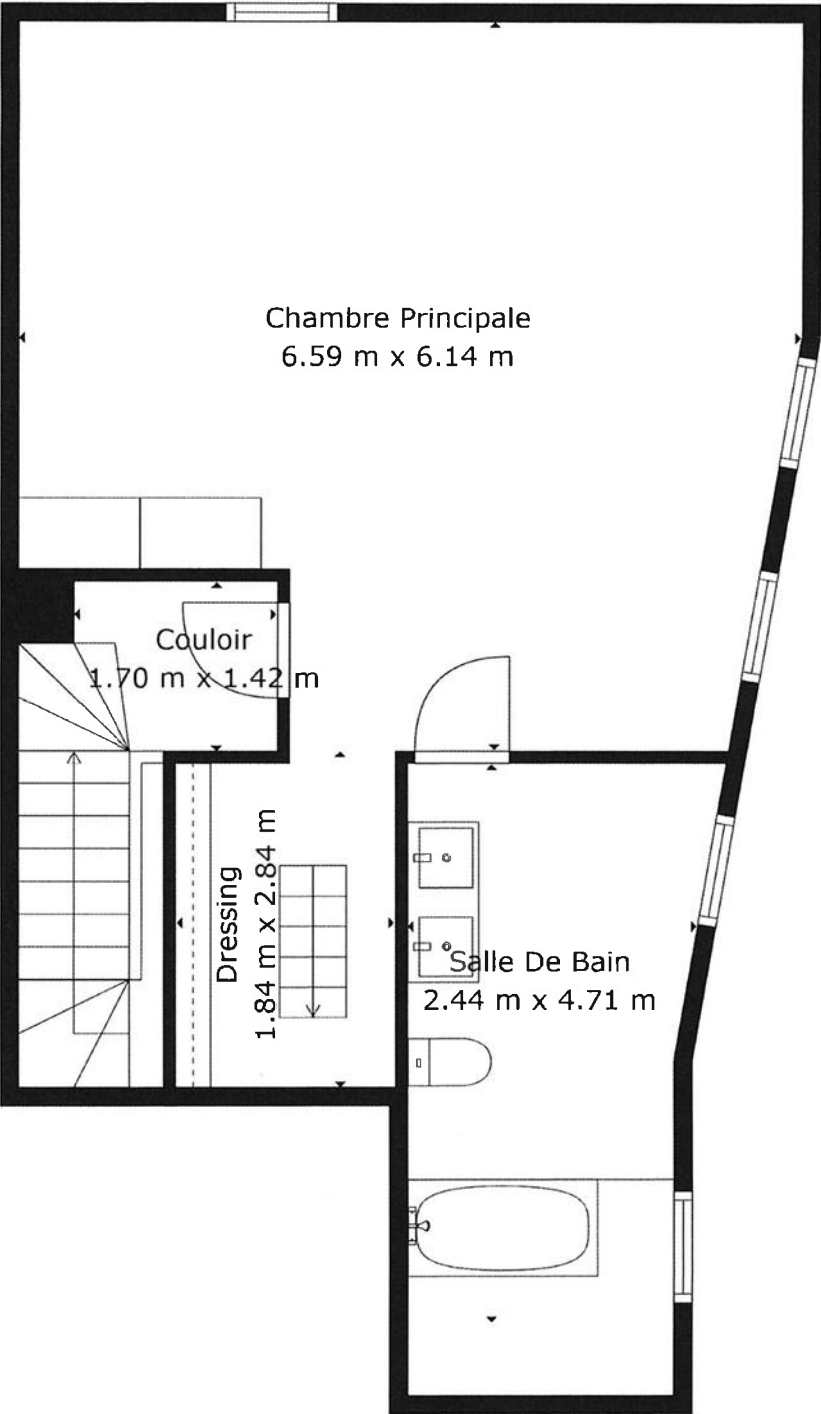 Chambre Principale
6.59 m x 6.14 m
Couloir
1.70 m x 1.42 m
Dressing
1.84 m x 2.84 m
Salle De Bain
2.44 m x 4.71 m